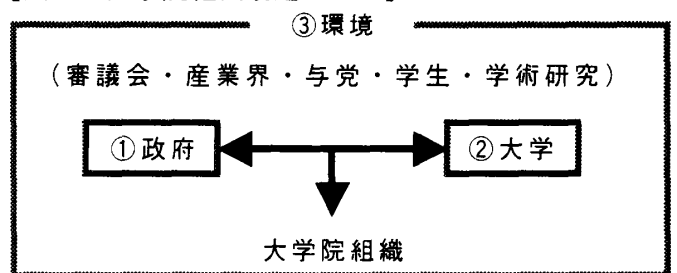 ③環境
(審議会・産業界・与党・学生・学術研究)
①政府
②大学
大学院組織